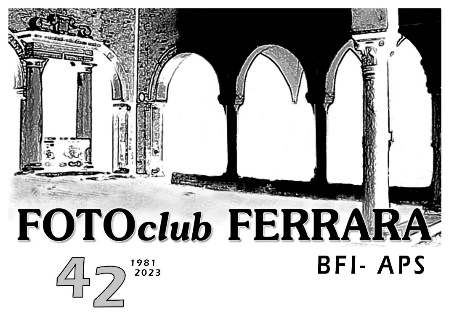 FOTOclub FERRARA
42 1981
2023
BFI- APS